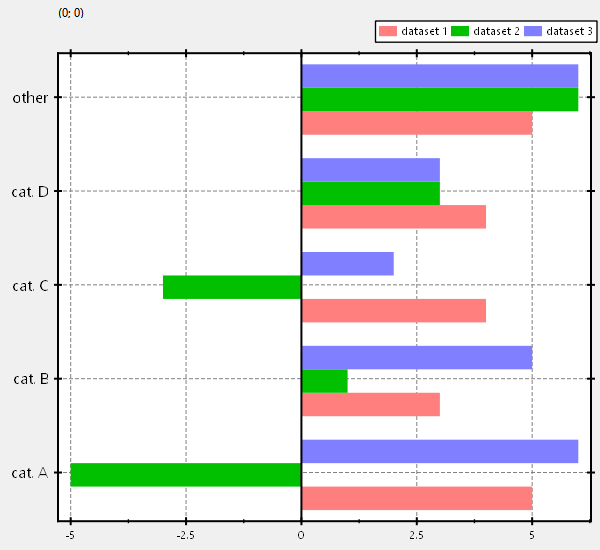 (0; 0)
dataset 1 dataset 2 dataset 3
other
cat. D
cat. C
cat. B
cat. A
-5 -2.5 0 2.5 5